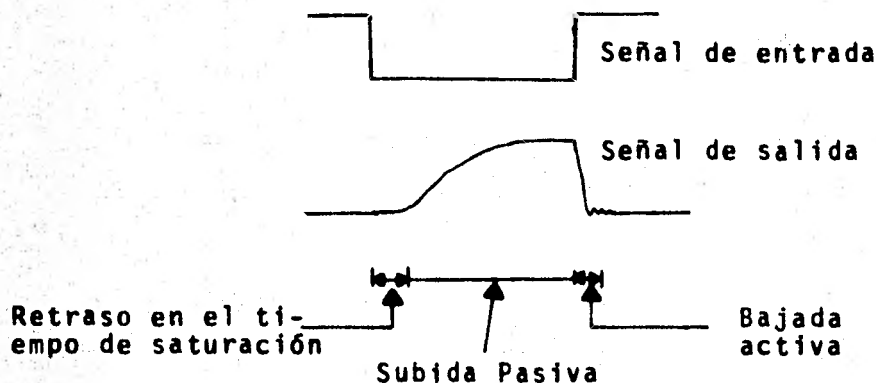 Señal de entrada
Señal de salida
Retraso en el ti-
empo de saturación
Subida Pasiva
Bajada
activa